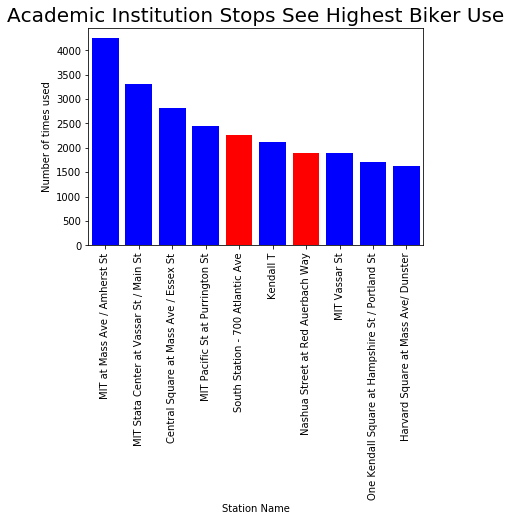 Academic Institution Stops See Highest Biker Use
Number of times used
4000
3500
3000
2500
2000
1500
1000
500
0
MIT at Mass Ave / Amherst St
MIT Stata Center at Vassar St / Main St
Central Square at Mass Ave / Essex St
MIT Pacific St at Purrington St
South Station - 700 Atlantic Ave
Kendall T
Nashua Street at Red Auerbach Way
MIT Vassar St
One Kendall Square at Hampshire St / Portland St
Harvard Square at Mass Ave/ Dunster
Station Name